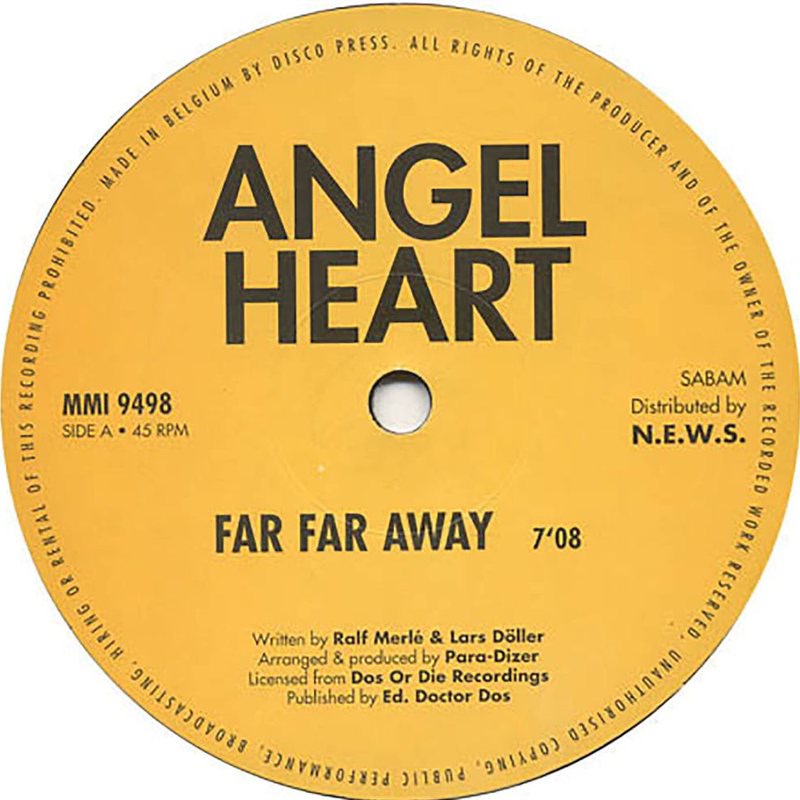 MADE IN BELGIUM BY DISCO PRESS. ALL RIGHTS OF THE PRODUCER AND OF THE OWNER OF THE RECORDED WORK RESERVED. UNAUTHORISED COPYING, PUBLIC PERFORMANCE, BROADCASTING, HIRING OR RENTAL OF THIS RECORDING PROHIBITED.
ANGEL
HEART
MMI 9498
SIDE A • 45 RPM
SABAM
Distributed by
N.E.W.S.
FAR FAR AWAY 7'08
Written by Ralf Merlé & Lars Döller
Arranged & produced by Para-Dizer
Licensed from Dos Or Die Recordings
Published by Ed. Doctor Dos